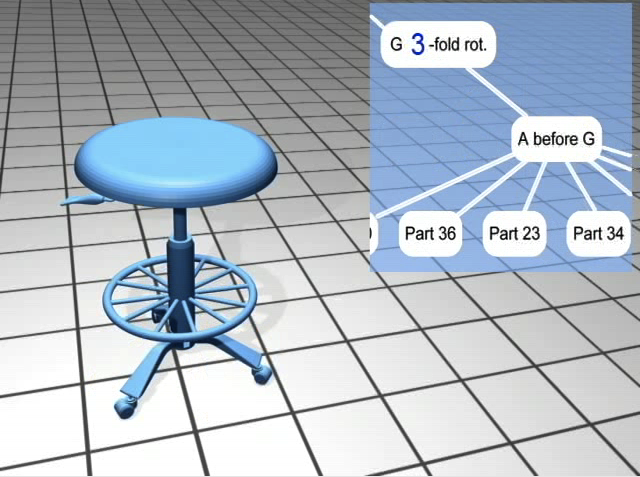 G 3-fold rot.
A before G
Part 36
Part 23
Part 34